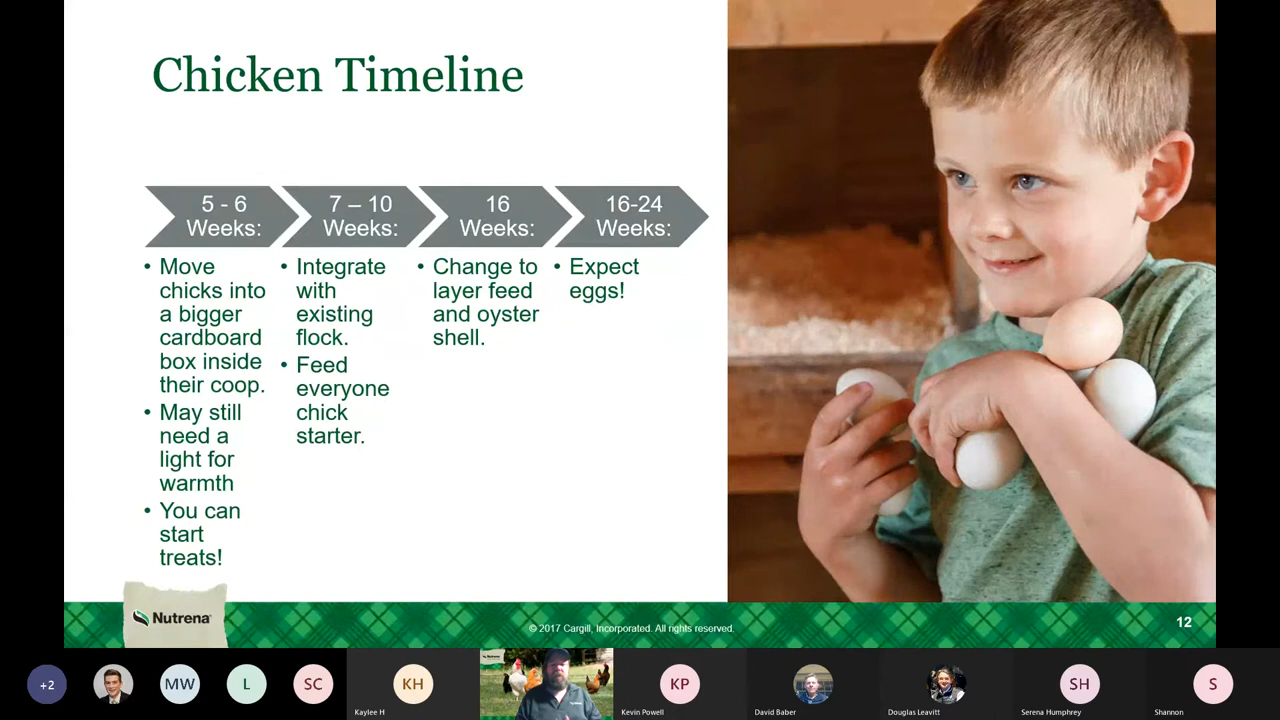 Chicken Timeline
5 - 6
Weeks:
7 – 10
Weeks:
16
Weeks:
16-24
Weeks:
• Move
chicks into
a bigger
cardboard
box inside
their coop.
• May still
need a
light for
warmth
• You can
start
treats!
• Integrate
with
existing
flock.
• Feed
everyone
chick
starter.
• Change to
layer feed
and oyster
shell.
• Expect
eggs!
Nutrena
© 2017 Cargill, Incorporated. All rights reserved.
12
+2
MW
L
SC
KH
Kaylee H
Nutrena
KP
Kevin Powell
David Baber
Douglas Leavitt
SH
Serena Humphrey
S
Shannon